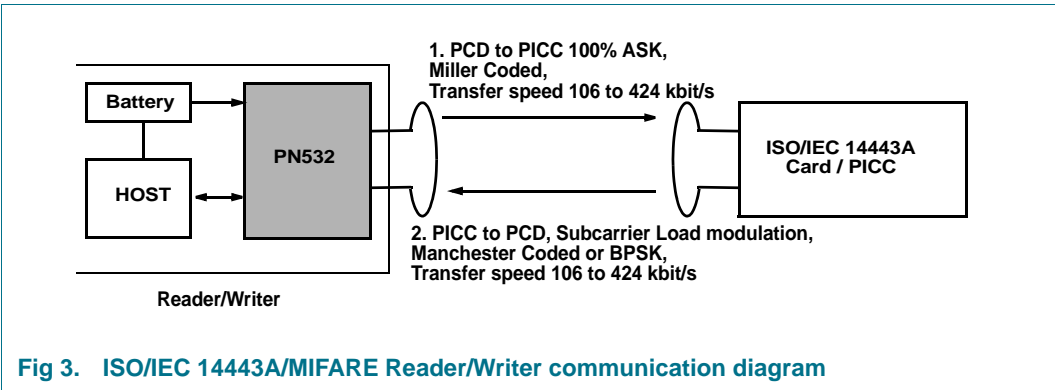 1. PCD to PICC 100% ASK,
Miller Coded,
Transfer speed 106 to 424 kbit/s
Battery
PN532
HOST
ISO/IEC 14443A
Card / PICC
2. PICC to PCD, Subcarrier Load modulation,
Manchester Coded or BPSK,
Transfer speed 106 to 424 kbit/s
Reader/Writer
Fig 3. ISO/IEC 14443A/MIFARE Reader/Writer communication diagram